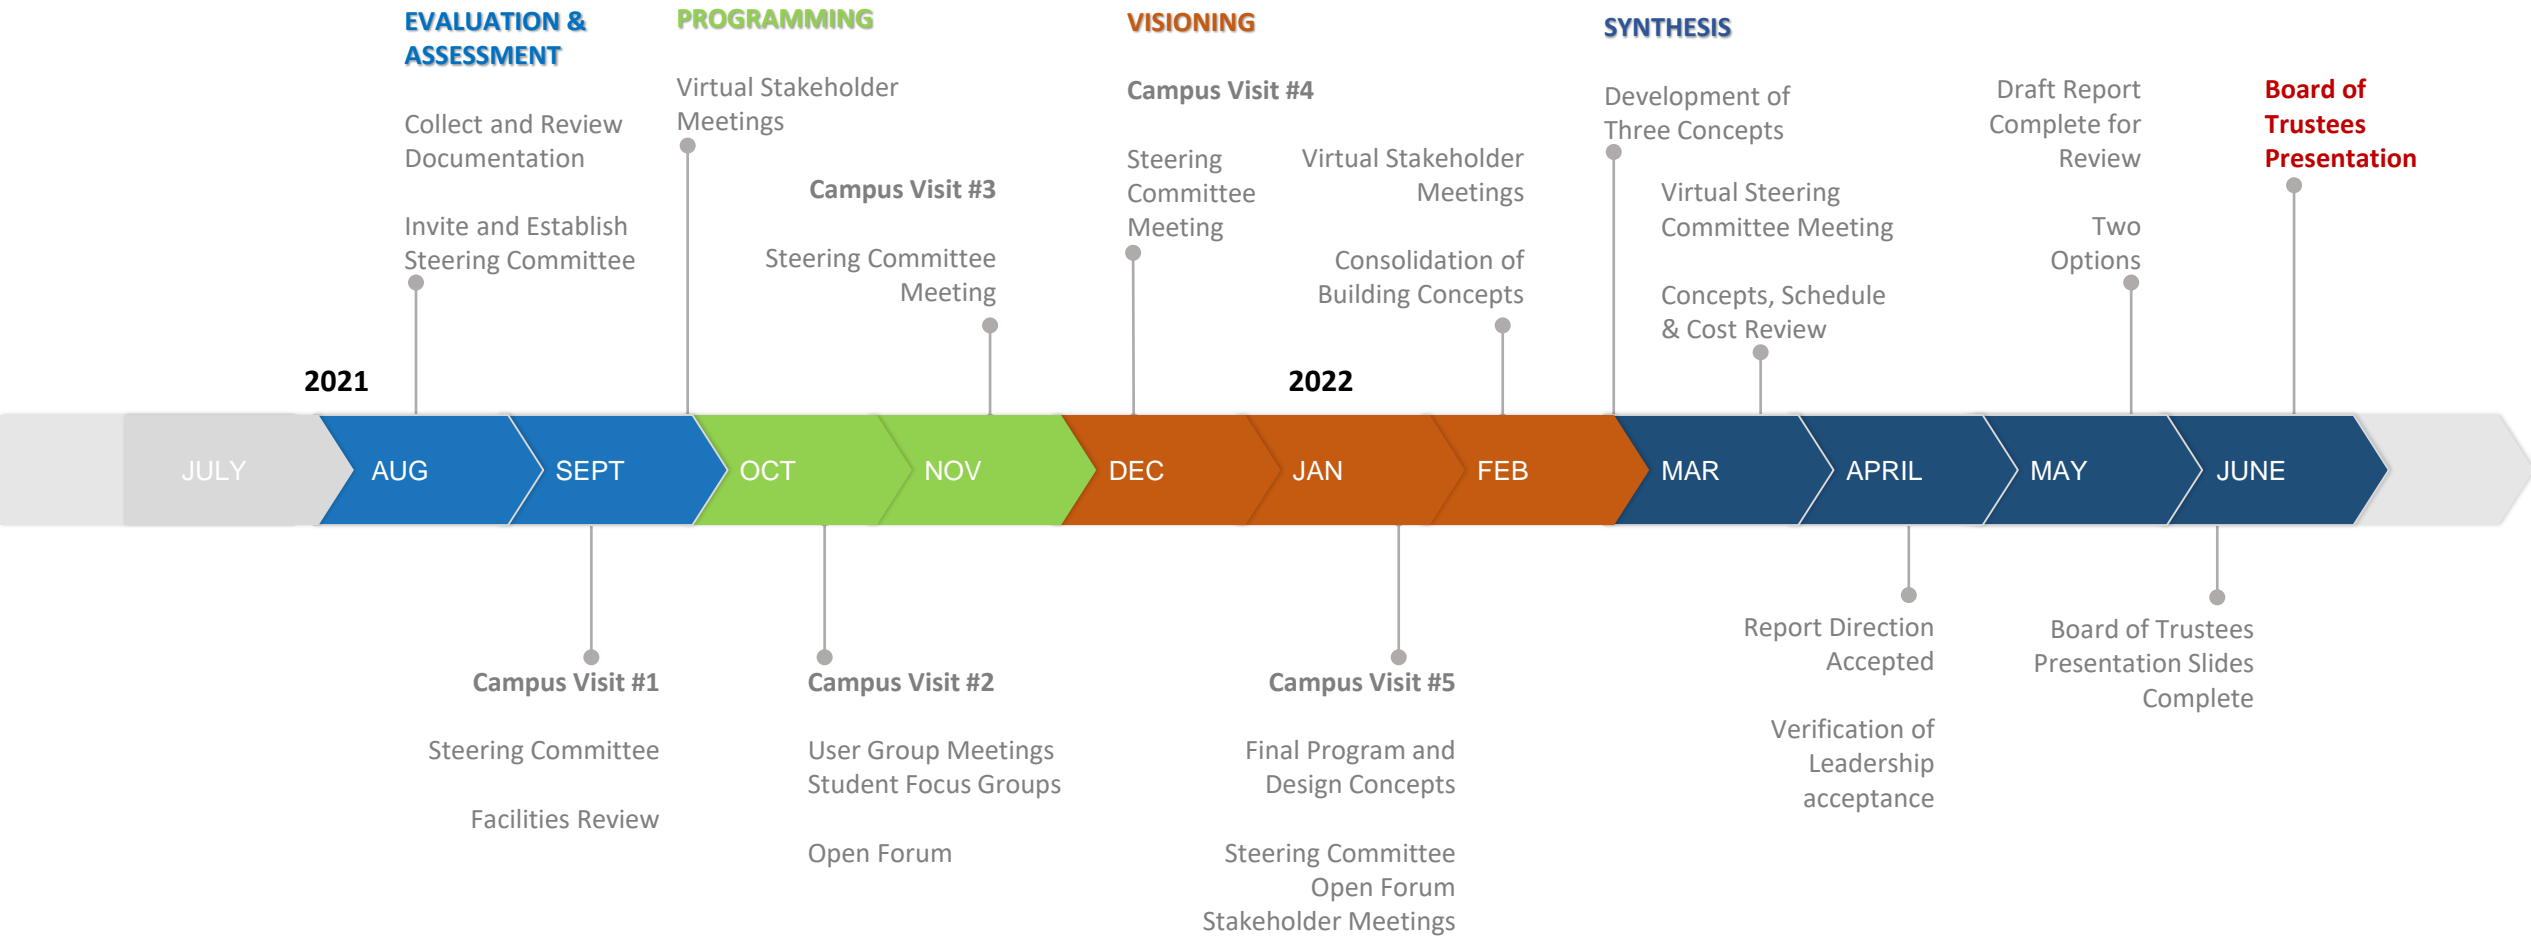 EVALUATION &
ASSESSMENT
Collect and Review
Documentation
Invite and Establish
Steering Committee
PROGRAMMING
Virtual Stakeholder
Meetings
Campus Visit #3
Steering Committee
Meeting
VISIONING
Campus Visit #4
Steering
Committee
Meeting
Virtual Stakeholder
Meetings
Consolidation of
Building Concepts
SYNTHESIS
Development of
Three Concepts
Virtual Steering
Committee Meeting
Concepts, Schedule
& Cost Review
Draft Report
Complete for
Review
Two
Options
Board of
Trustees
Presentation
2021
2022
JULY
AUG
SEPT
OCT
NOV
DEC
JAN
FEB
MAR
APRIL
MAY
JUNE
Campus Visit #1
Steering Committee
Facilities Review
Campus Visit #2
User Group Meetings
Student Focus Groups
Open Forum
Campus Visit #5
Final Program and
Design Concepts
Steering Committee
Open Forum
Stakeholder Meetings
Report Direction
Accepted
Verification of
Leadership
acceptance
Board of Trustees
Presentation Slides
Complete